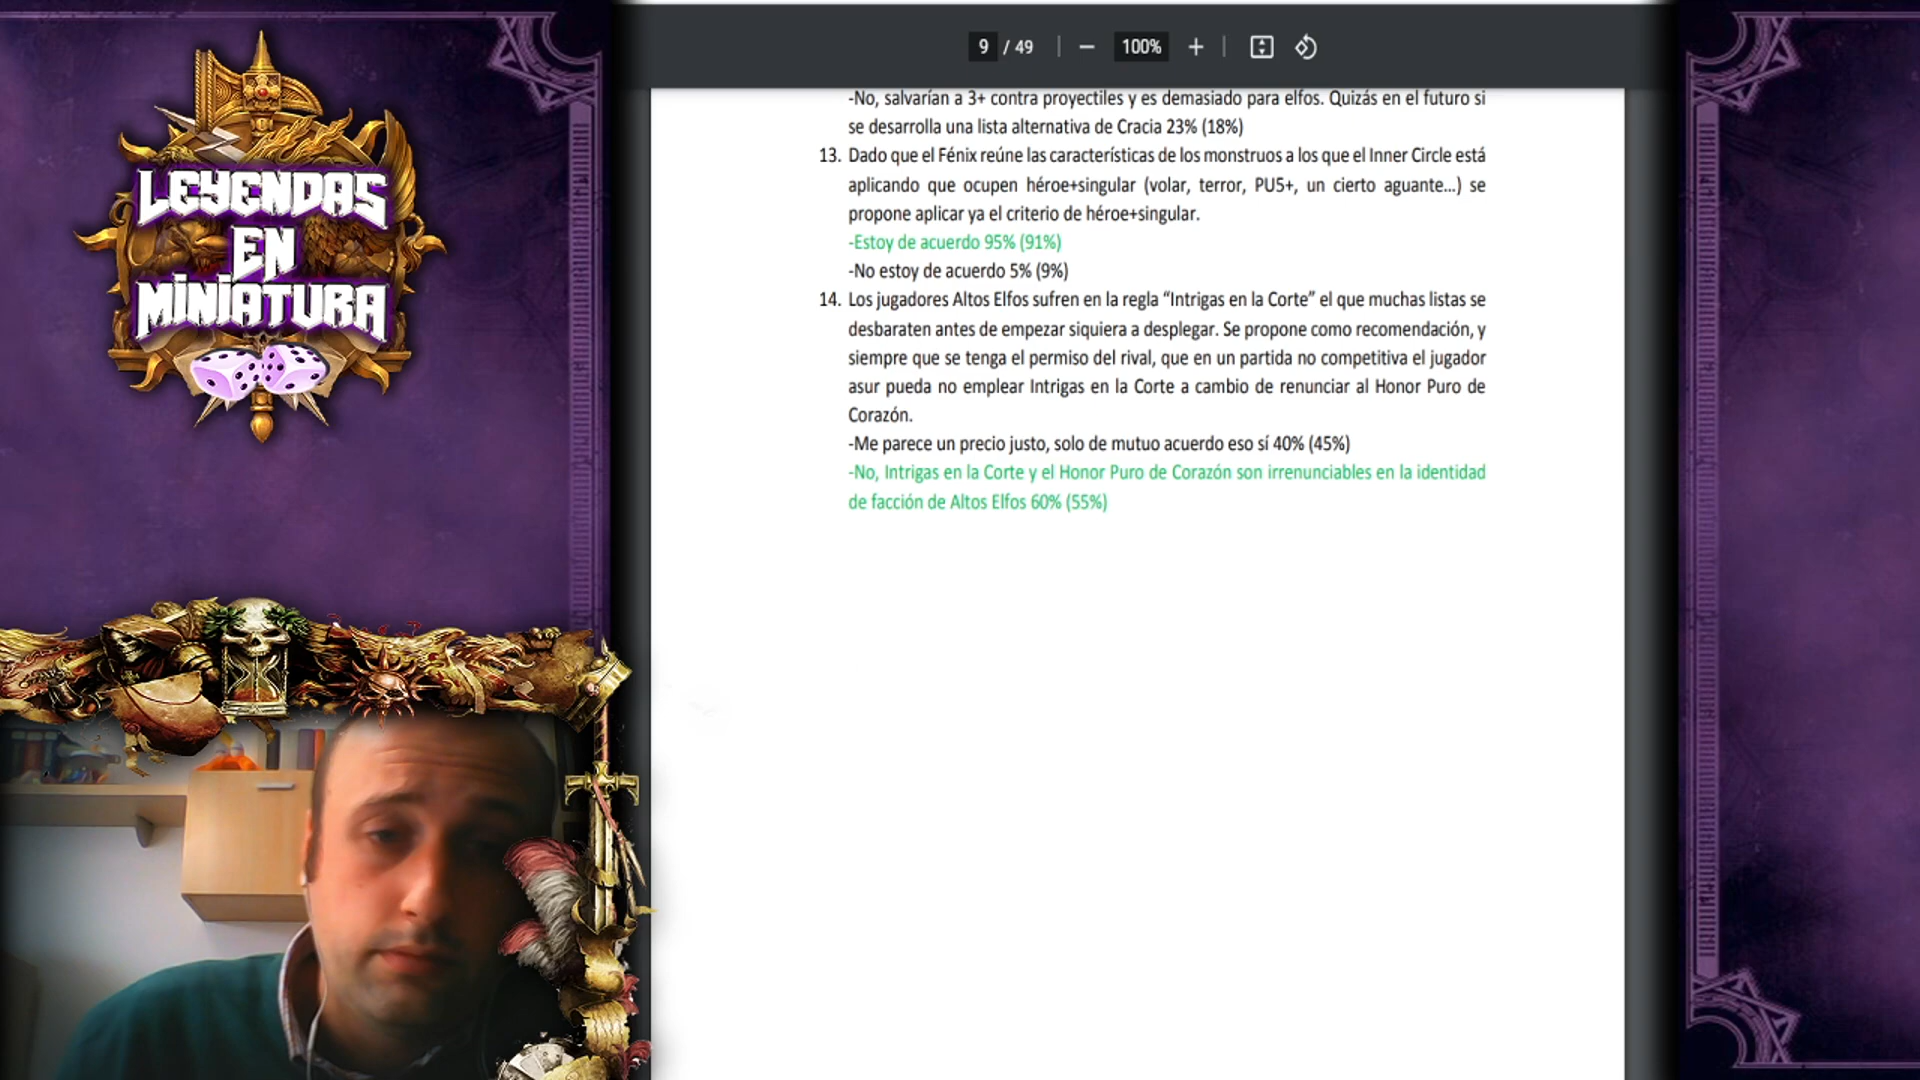 LEYENDAS
EN
MINIATURA
9 / 49
100%
-No, salvarían a 3+ contra proyectiles y es demasiado para elfos. Quizás en el futuro si
se desarrolla una lista alternativa de Cracia 23% (18%)
13. Dado que el Fénix reúne las características de los monstruos a los que el Inner Circle está
aplicando que ocupen héroe+singular (volar, terror, PU5+, un cierto aguante...) se
propone aplicar ya el criterio de héroe+singular.
-Estoy de acuerdo 95% (91%)
-No estoy de acuerdo 5% (9%)
14. Los jugadores Altos Elfos sufren en la regla “Intrigas en la Corte” el que muchas listas se
desbaraten antes de empezar siquiera a desplegar. Se propone como recomendación, y
siempre que se tenga el permiso del rival, que en un partida no competitiva el jugador
asur pueda no emplear Intrigas en la Corte a cambio de renunciar al Honor Puro de
Corazón.
-Me parece un precio justo, solo de mutuo acuerdo eso sí 40% (45%)
-No, Intrigas en la Corte y el Honor Puro de Corazón son irrenunciables en la identidad
de facción de Altos Elfos 60% (55%)